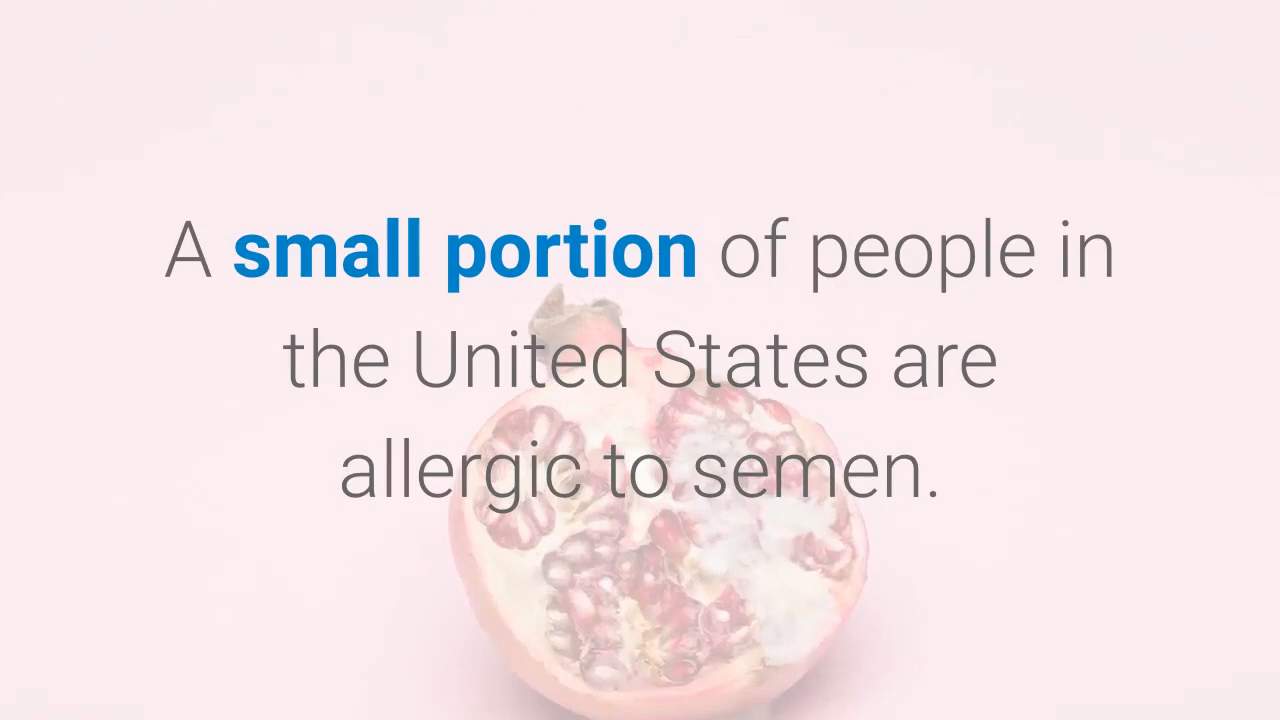 A small portion of people in
the United States are
allergic to semen.